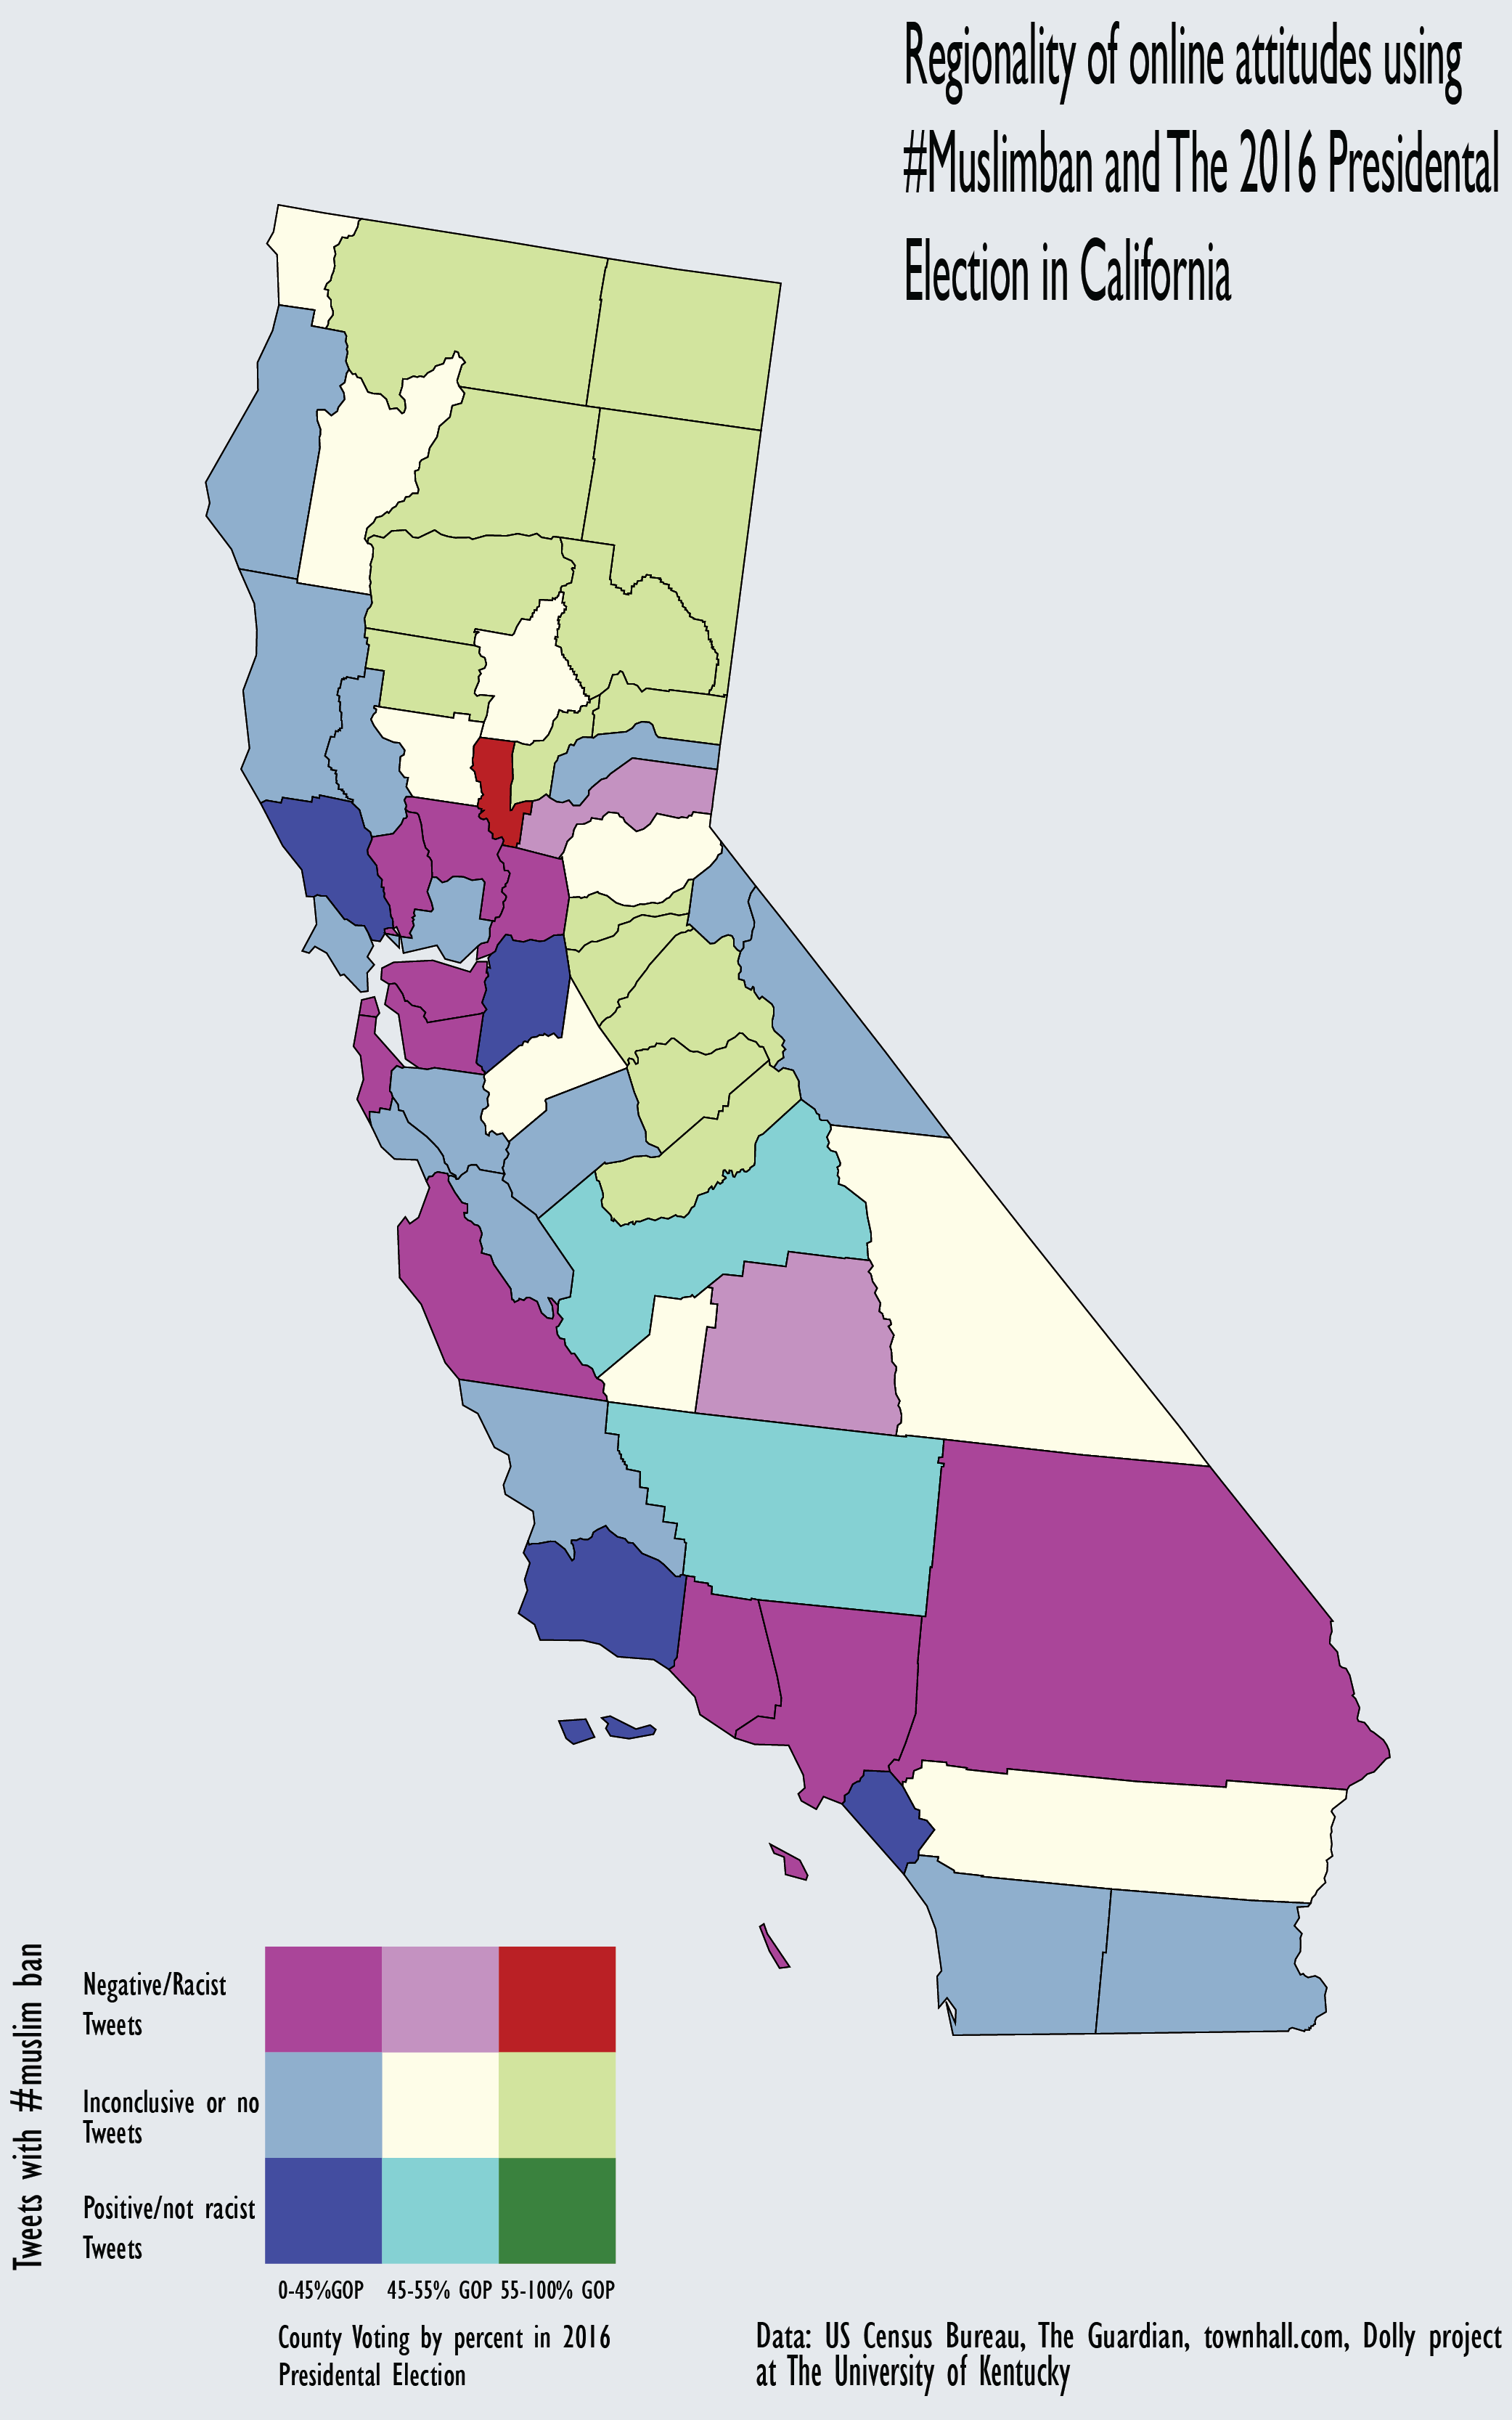 Regionality of online attitudes using
#Muslimban and The 2016 Presidental
Election in California
Tweets with #muslim ban
Negative/Racist
Tweets
Inconclusive or no
Tweets
Positive/not racist
Tweets
0-45%GOP 45-55% GOP 55-100% GOP
County Voting by percent in 2016
Presidental Election
Data: US Census Bureau, The Guardian, townhall.com, Dolly project
at The University of Kentucky